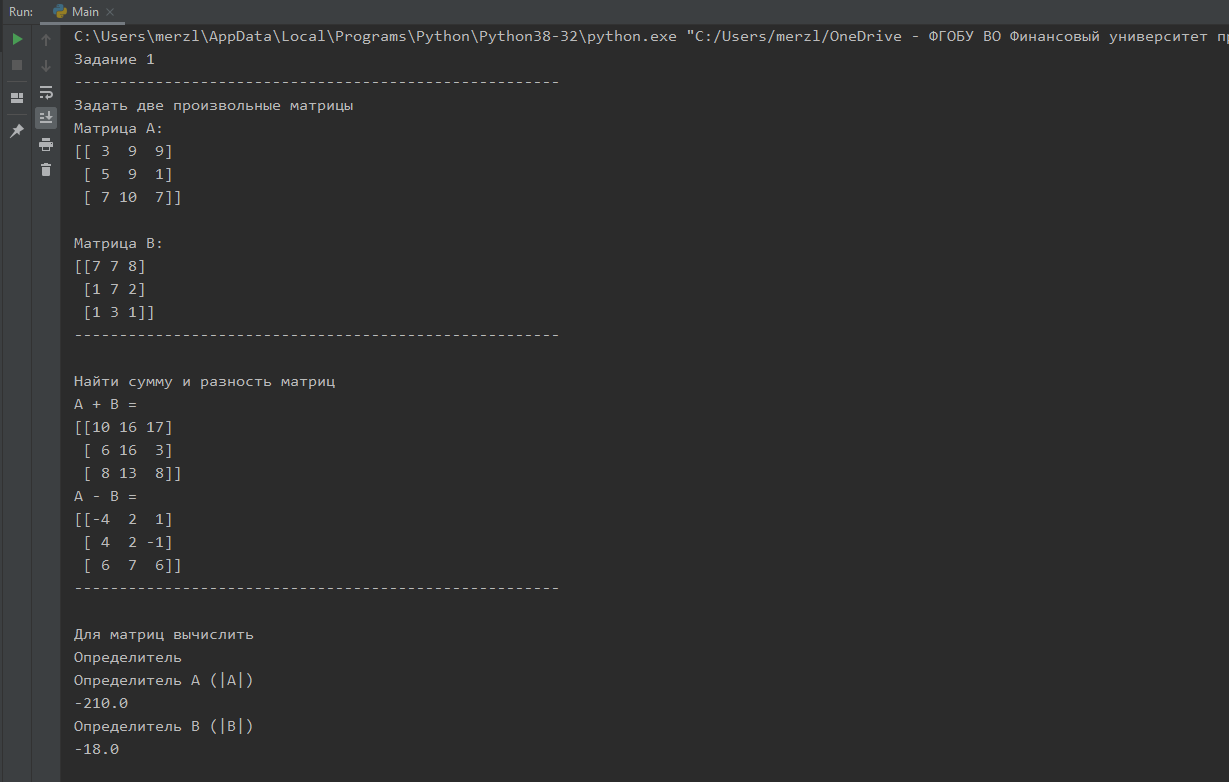 Run: Main
C:\Users\merzl\AppData\Local\Programs\Python\Python38-32\python.exe "C:/Users/merzl/OneDrive - ФГОБУ ВО Финансовый университет
Задание 1
------------------------------------------------------
Задать две произвольные матрицы
Матрица A:
[[ 3  9  9]
 [ 5  9  1]
 [ 7 10  7]]
Матрица B:
[[7 7 8]
 [1 7 2]
 [1 3 1]]
------------------------------------------------------
Найти сумму и разность матриц
A + B =
[[10 16 17]
 [ 6 16  3]
 [ 8 13  8]]
A - B =
[[-4  2  1]
 [ 4  2 -1]
 [ 6  7  6]]
------------------------------------------------------
Для матриц вычислить
Определитель
Определитель A (|A|)
-210.0
Определитель B (|B|)
-18.0